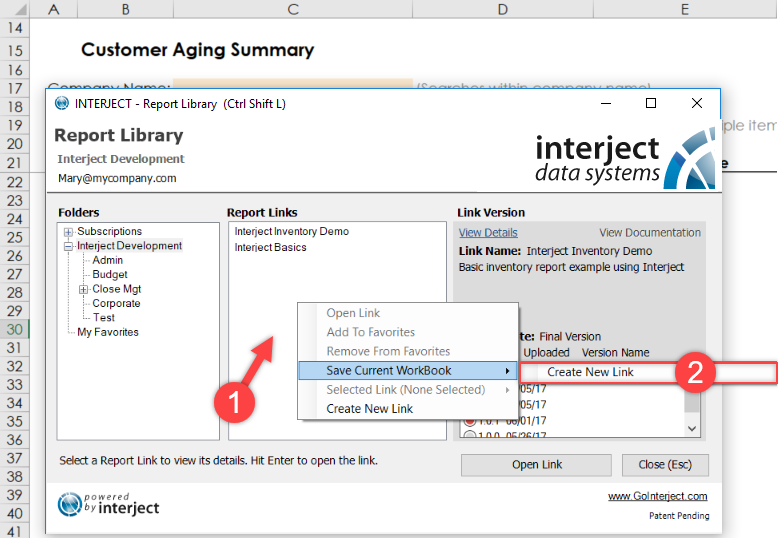 A B C D E
14
15 Customer Aging Summary
16
17 Company Name: (Searches within company name)
18
19
20
21
22
23
24
25
26
27
28
29
30
31
32
33
34
35
36
37
38
39
40
41
INTERJECT - Report Library (Ctrl Shift L)
Report Library
Interject Development
Mary@mycompany.com
interject
data systems
Folders
Subscriptions
Interject Development
Admin
Budget
Close Mgt
Corporate
Test
My Favorites
Report Links
Interject Inventory Demo
Interject Basics
Link Version
View Details View Documentation
Link Name: Interject Inventory Demo
Basic inventory report example using Interject
Final Version
Uploaded Version Name
05/17
1.0.1 06/01/17
1.0.0 05/26/17
Open Link
Add To Favorites
Remove From Favorites
Save Current WorkBook
Selected Link (None Selected)
Create New Link
Create New Link
1
2
Select a Report Link to view its details. Hit Enter to open the link.
Open Link Close (Esc)
powered
by interject
www.GoInterject.com
Patent Pending